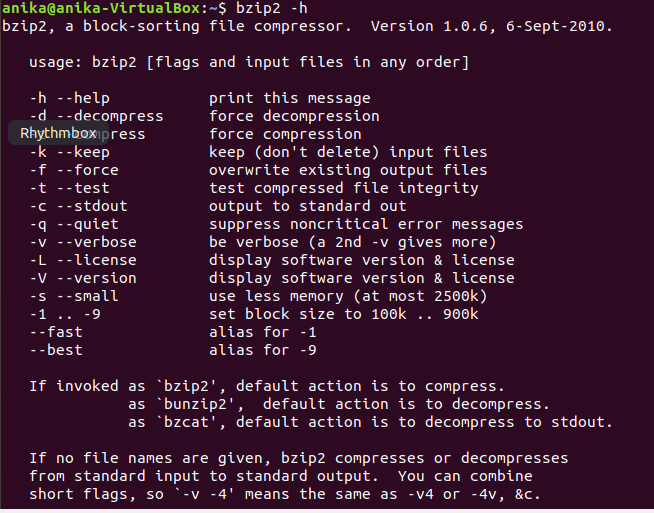 anika@anika-VirtualBox:~$ bzip2 -h
bzip2, a block-sorting file compressor.  Version 1.0.6, 6-Sept-2010.

   usage: bzip2 [flags and input files in any order]

   -h --help           print this message
   -d --decompress     force decompression
Rhythmbox
   force compression
   -k --keep           keep (don't delete) input files
   -f --force          overwrite existing output files
   -t --test           test compressed file integrity
   -c --stdout         output to standard out
   -q --quiet          suppress noncritical error messages
   -v --verbose        be verbose (a 2nd -v gives more)
   -L --license        display software version & license
   -V --version        display software version & license
   -s --small          use less memory (at most 2500k)
   -1 .. -9            set block size to 100k .. 900k
   --fast              alias for -1
   --best              alias for -9

   If invoked as `bzip2', default action is to compress.
              as `bunzip2',  default action is to decompress.
              as `bzcat', default action is to decompress to stdout.

   If no file names are given, bzip2 compresses or decompresses
   from standard input to standard output.  You can combine
   short flags, so `-v -4' means the same as -v4 or -4v, &c.